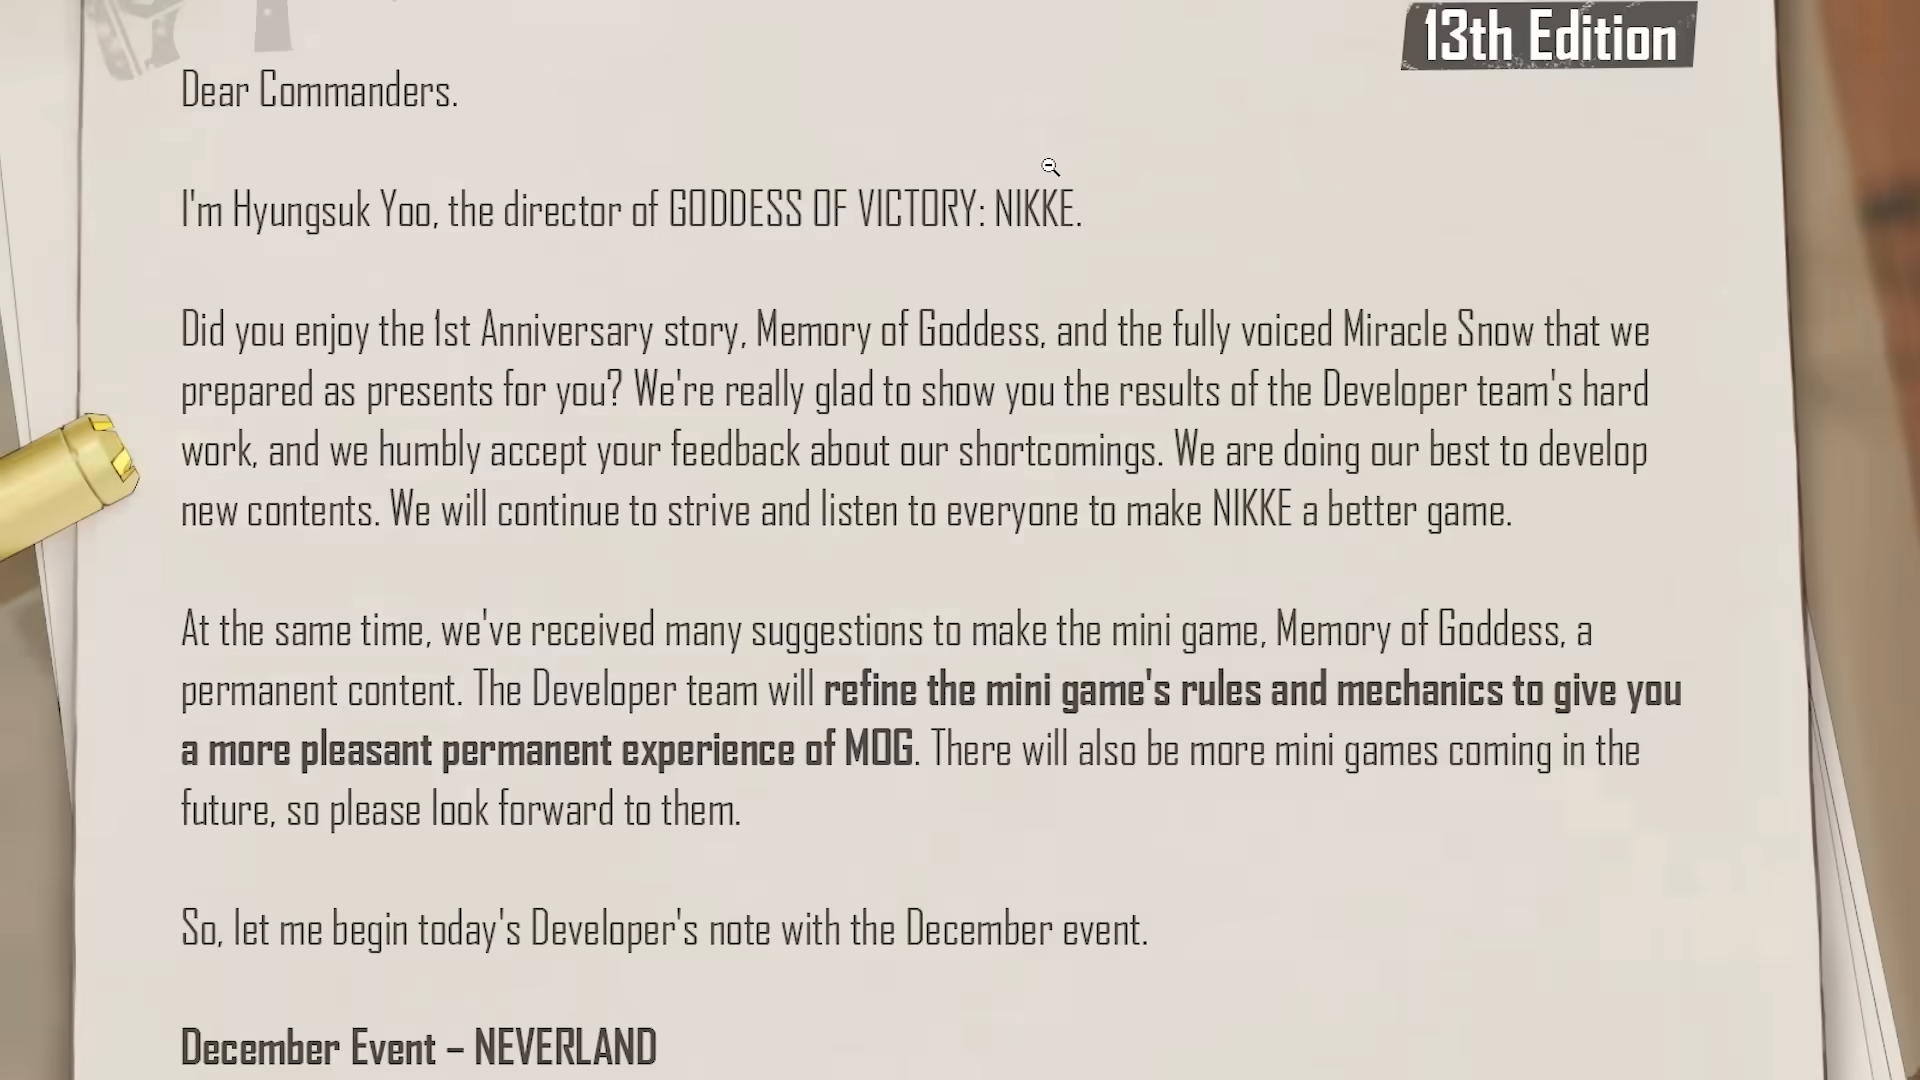 13th Edition
Dear Commanders.
I'm Hyungsuk Yoo, the director of GODDESS OF VICTORY: NIKKE.
Did you enjoy the 1st Anniversary story, Memory of Goddess, and the fully voiced Miracle Snow that we
prepared as presents for you? We're really glad to show you the results of the Developer team's hard
work, and we humbly accept your feedback about our shortcomings. We are doing our best to develop
new contents. We will continue to strive and listen to everyone to make NIKKE a better game.
At the same time, we've received many suggestions to make the mini game, Memory of Goddess, a
permanent content. The Developer team will refine the mini game's rules and mechanics to give you
a more pleasant permanent experience of MOG. There will also be more mini games coming in the
future, so please look forward to them.
So, let me begin today's Developer's note with the December event.
December Event – NEVERLAND